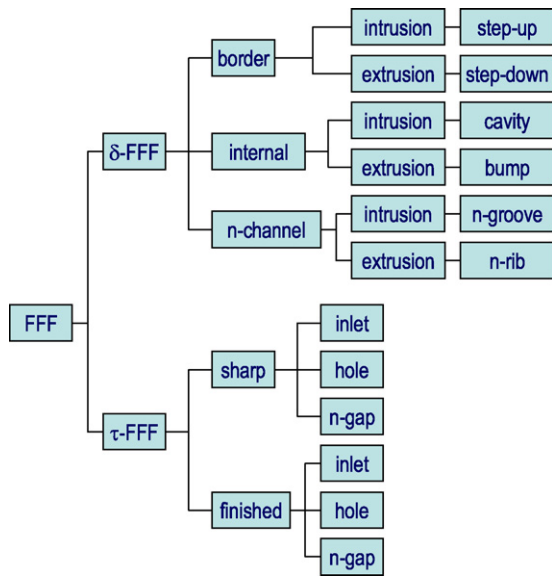 intrusion
step-up
border
extrusion
step-down
intrusion
cavity
δ-FFF
internal
extrusion
bump
intrusion
n-groove
n-channel
extrusion
n-rib
FFF
inlet
sharp
hole
n-gap
τ-FFF
inlet
finished
hole
n-gap